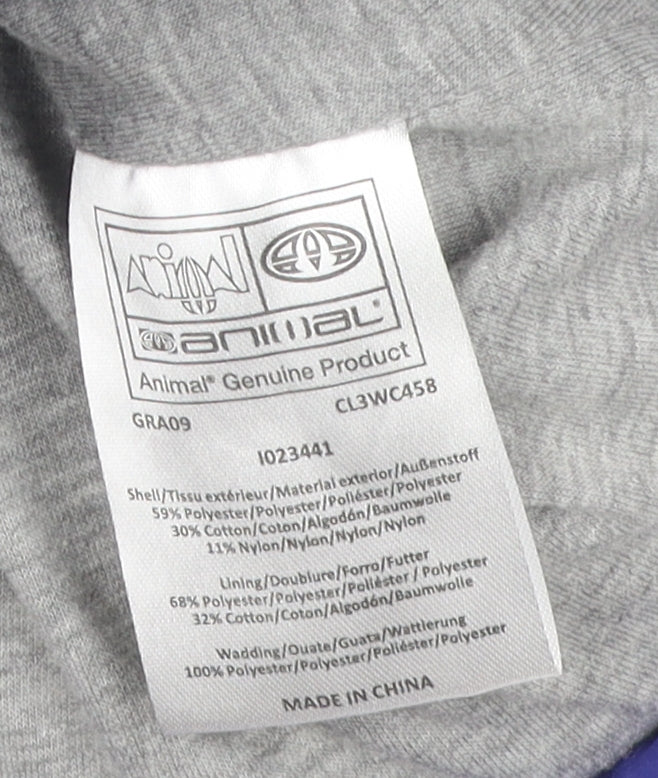 animal
animal®
Animal® Genuine Product
GRA09 CL3WC458
I023441
Shell/Tissu extérieur/Material exterior/Außenstoff
59% Polyester/Polyester/Poliéster/Polyester
30% Cotton/Coton/Algodón/Baumwolle
11% Nylon/Nylon/Nylon/Nylon
Lining/Doublure/Forro/Futter
68% Polyester/Polyester/Poliéster / Polyester
32% Cotton/Coton/Algodón/Baumwolle
Wadding/Ouate/Guata/Wattierung
100% Polyester/Polyester/Poliéster/Polyester
MADE IN CHINA